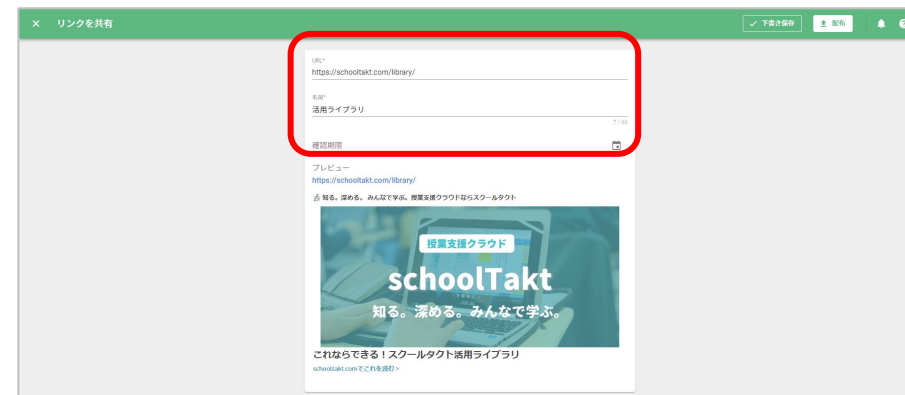 × リンクを共有
✓ 下書き保存
配布
URL*
https://schooltakt.com/library/
名前*
活用ライブラリ
7 / 80
確認期限
プレビュー
https://schooltakt.com/library/
知る。深める。 みんなで学ぶ。授業支援クラウドならスクールタクト
授業支援クラウド
schoolTakt
知る。深める。みんなで学ぶ。
これならできる！スクールタクト活用ライブラリ
schooltakt.comでこれを読む >